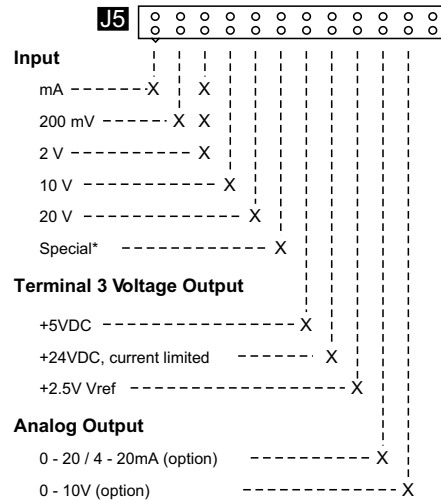 J5
Input
mA X X
200 mV X X
2 V X
10 V X
20 V X
Special* X
Terminal 3 Voltage Output
+5VDC X
+24VDC, current limited X
+2.5V Vref X
Analog Output
0 - 20 / 4 - 20mA (option) X
0 - 10V (option) X